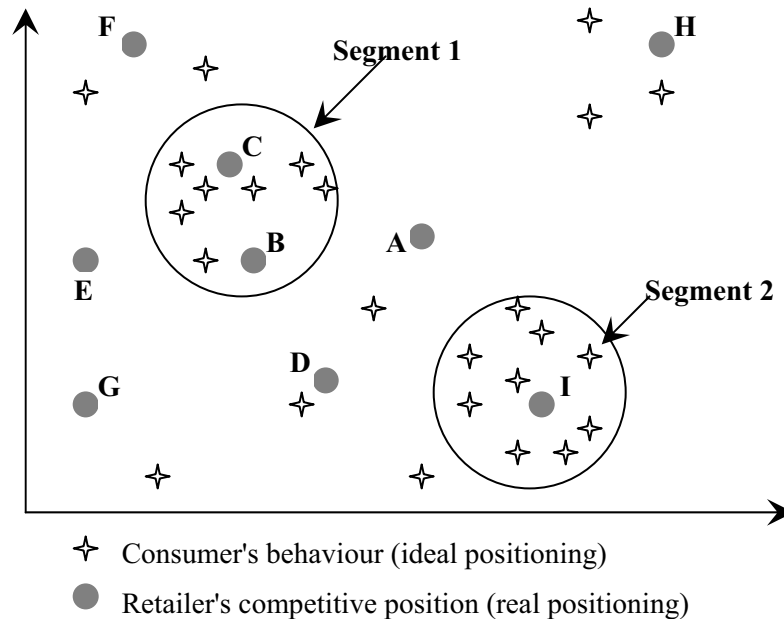 F
H
Segment 1
C
A
B
E
Segment 2
D
G
I
Consumer's behaviour (ideal positioning)
Retailer's competitive position (real positioning)